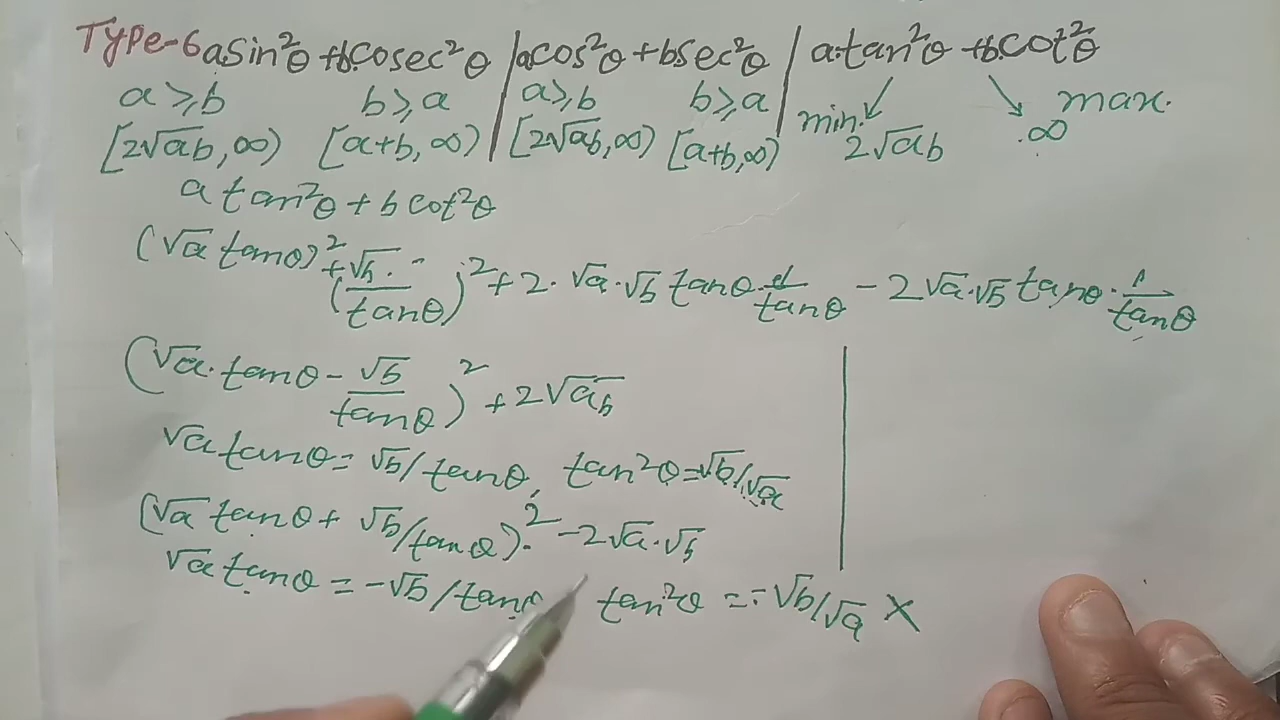 Type-6 a sin²θ + b cosec²θ | a cos²θ + b sec²θ | a·tan²θ + b cot²θ
a ≥ b b ≥ a | a ≥ b b ≥ a | min. max.
[2√ab, ∞) [a+b, ∞) | [2√ab, ∞) [a+b, ∞) 2√ab ∞
a tan²θ + b cot²θ
(√a tanθ)² + (√b/tanθ)² + 2·√a·√b tanθ·1/tanθ − 2√a·√b tanθ·1/tanθ
(√a·tanθ − √b/tanθ)² + 2√ab
√a tanθ = √b/tanθ, tan²θ = √b/√a
(√a tanθ + √b/tanθ)² − 2√a·√b
√a tanθ = −√b/tanθ tan²θ = −√b/√a ×